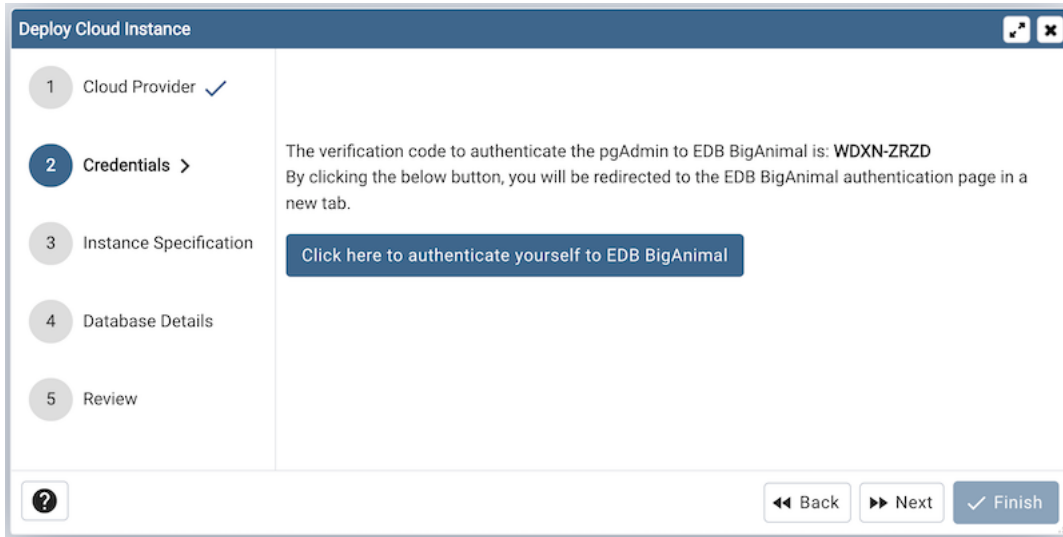 Deploy Cloud Instance
1 Cloud Provider
2 Credentials
3 Instance Specification
4 Database Details
5 Review
The verification code to authenticate the pgAdmin to EDB BigAnimal is: WDXN-ZRZD
By clicking the below button, you will be redirected to the EDB BigAnimal authentication page in a
new tab.
Click here to authenticate yourself to EDB BigAnimal
? Back Next Finish